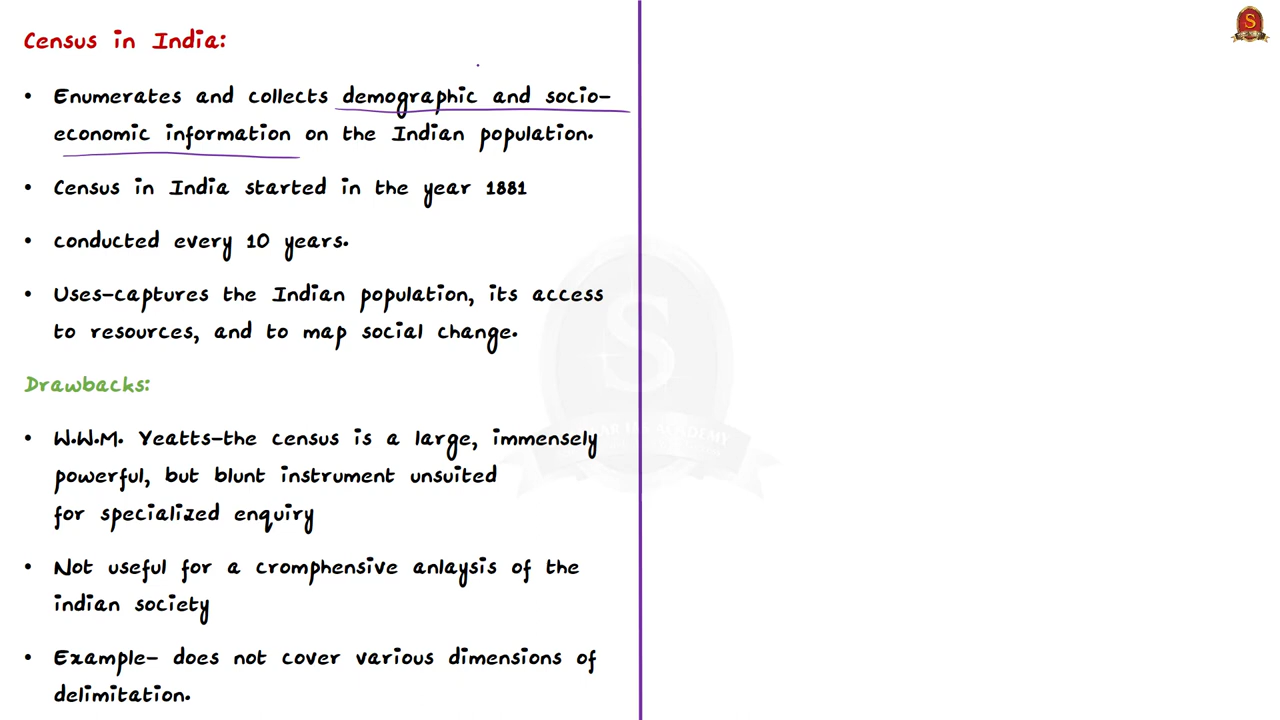 Census in India:
• Enumerates and collects demographic and socio-
economic information on the Indian population.
• Census in India started in the year 1881
• conducted every 10 years.
• Uses-captures the Indian population, its access
to resources, and to map social change.
Drawbacks:
• W.W.M. Yeatts-the census is a large, immensely
powerful, but blunt instrument unsuited
for specialized enquiry
• Not useful for a cromphensive anlaysis of the
indian society
• Example- does not cover various dimensions of
delimitation.
S
S
ACADEMY